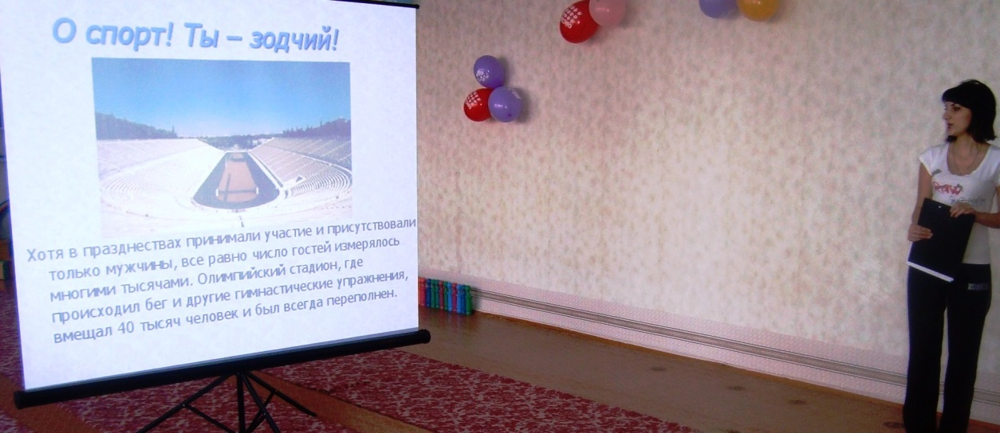 О спорт! Ты – зодчий!
Хотя в празднествах принимали участие и присутствовали
только мужчины, все равно число гостей измерялось
многими тысячами. Олимпийский стадион, где
происходил бег и другие гимнастические упражнения,
вмещал 40 тысяч человек и был всегда переполнен.